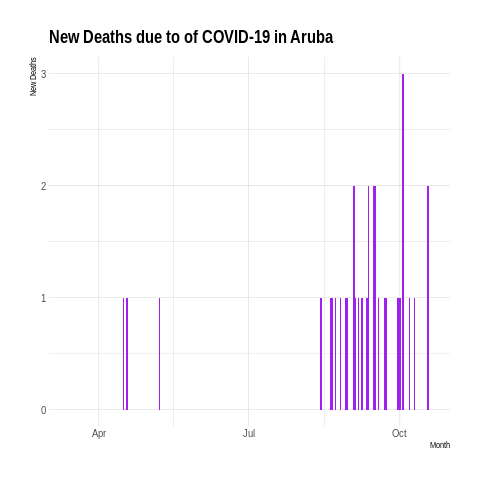 New Deaths due to of COVID-19 in Aruba
New Deaths
3
2
1
0
Apr
Jul
Oct
Month